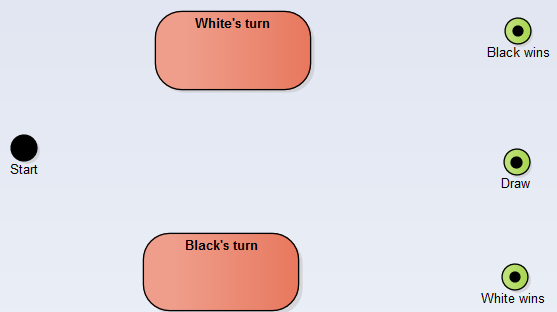 White's turn
Black wins
Start
Draw
Black's turn
White wins